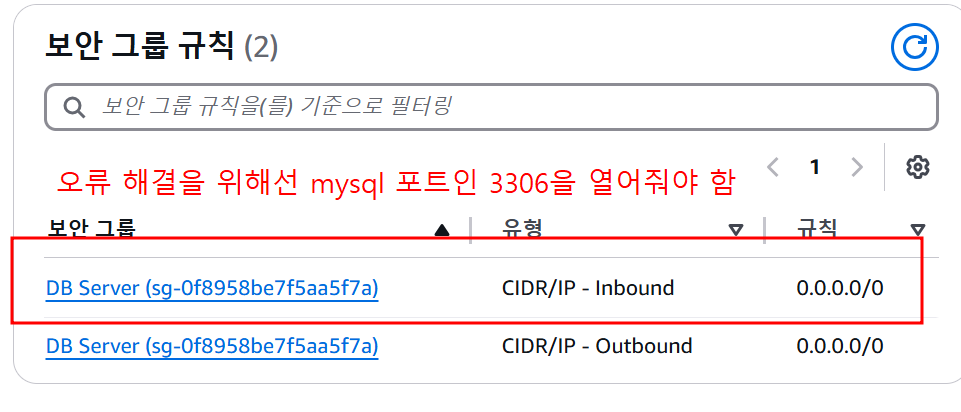 보안 그룹 규칙 (2)
보안 그룹 규칙을(를) 기준으로 필터링
오류 해결을 위해선 mysql 포트인 3306을 열어줘야 함
1
보안 그룹 유형 규칙
DB Server (sg-0f8958be7f5aa5f7a) CIDR/IP - Inbound 0.0.0.0/0
DB Server (sg-0f8958be7f5aa5f7a) CIDR/IP - Outbound 0.0.0.0/0